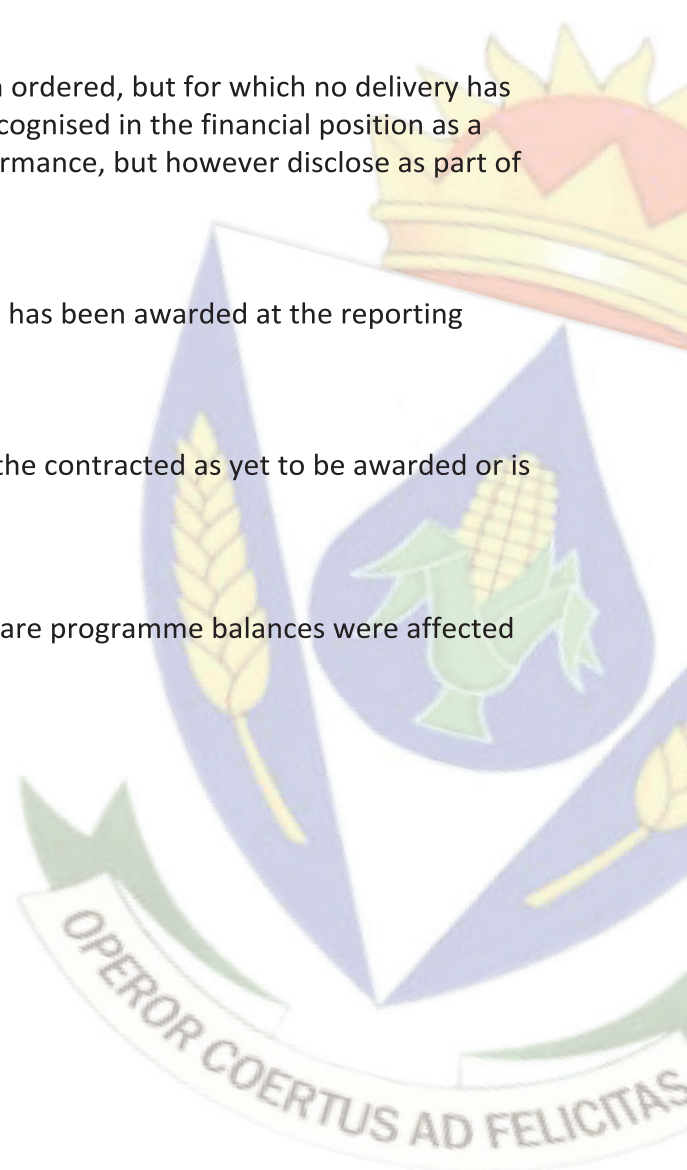 ordered, but for which no delivery has
cognised in the financial position as a
rmance, but however disclose as part of
has been awarded at the reporting
the contracted as yet to be awarded or is
are programme balances were affected
OPEROR COERTUS AD FELICITAS